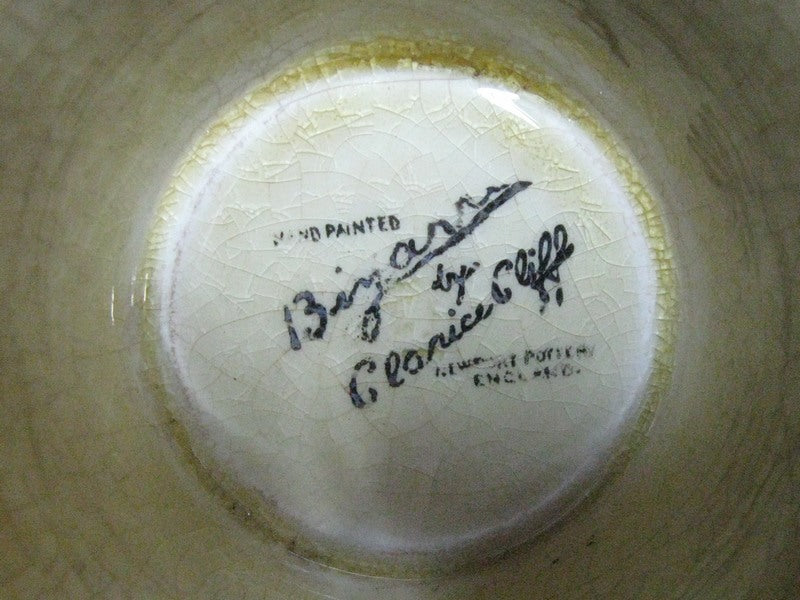 HAND PAINTED
Bizarre
by
Clarice Cliff
NEWPORT POTTERY
ENGLAND.